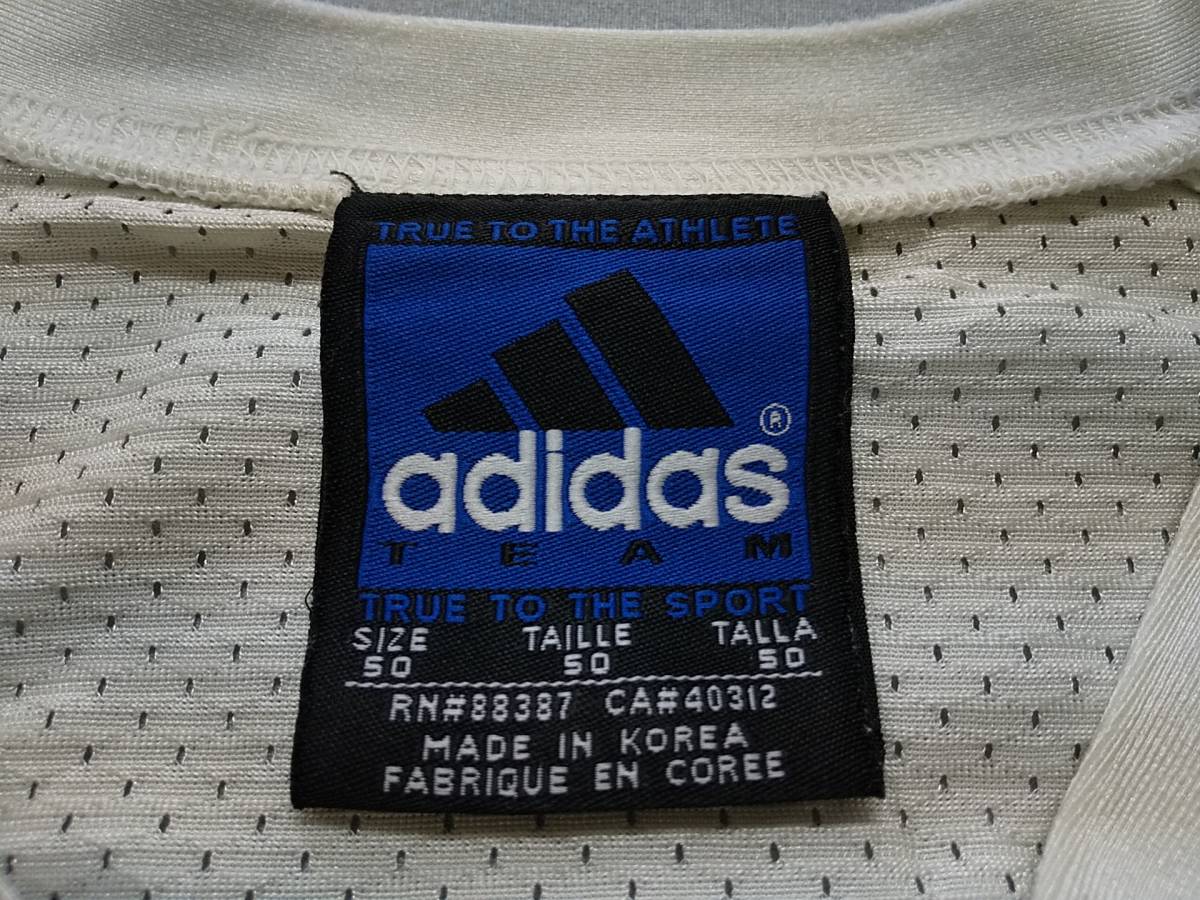 TRUE TO THE ATHLETE
®
adidas
TEAM
TRUE TO THE SPORT
SIZE TAILLE TALLA
50 50 50
RN#88387 CA#40312
MADE IN KOREA
FABRIQUE EN COREE